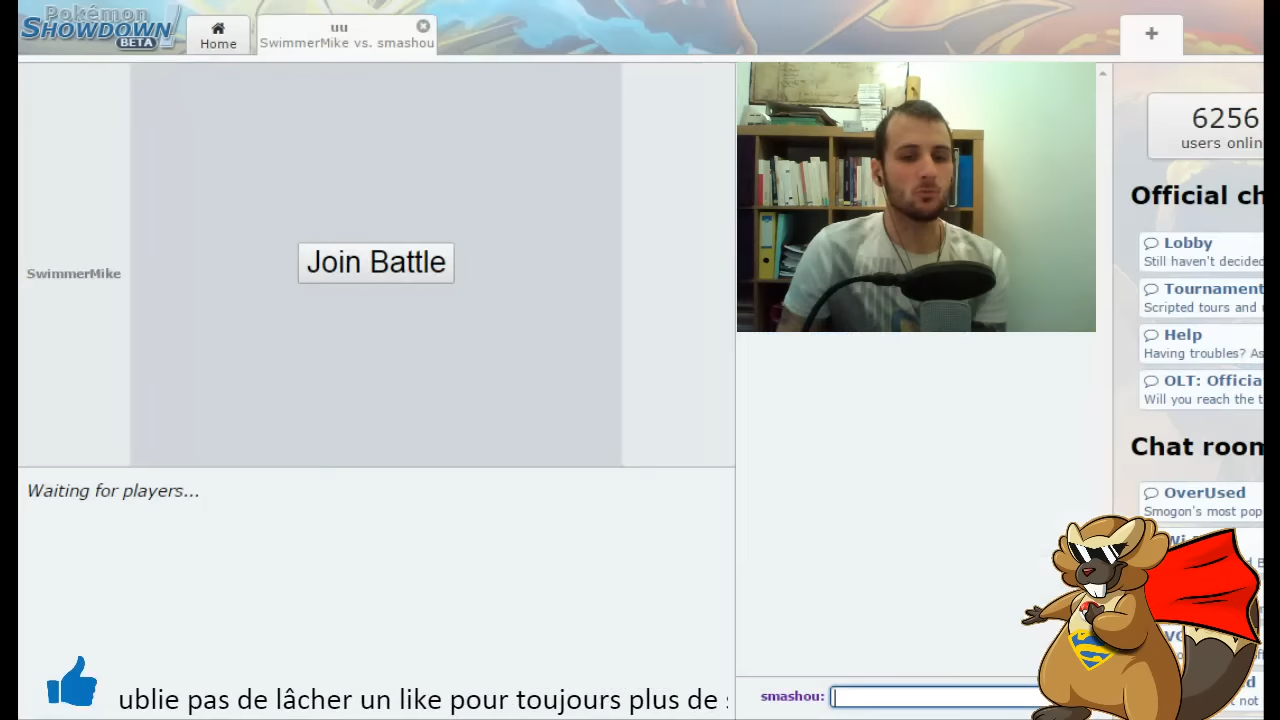 Pokémon
SHOWDOWN
BETA
Home
uu
SwimmerMike vs. smashou
+
SwimmerMike
Join Battle
Waiting for players...
6256
users onlin
Official ch
Lobby
Still haven't decided
Tournament
Scripted tours and
Help
Having troubles? As
OLT: Officia
Will you reach the t
Chat room
OverUsed
Smogon's most pop
smashou:
ublie pas de lâcher un like pour toujours plus de